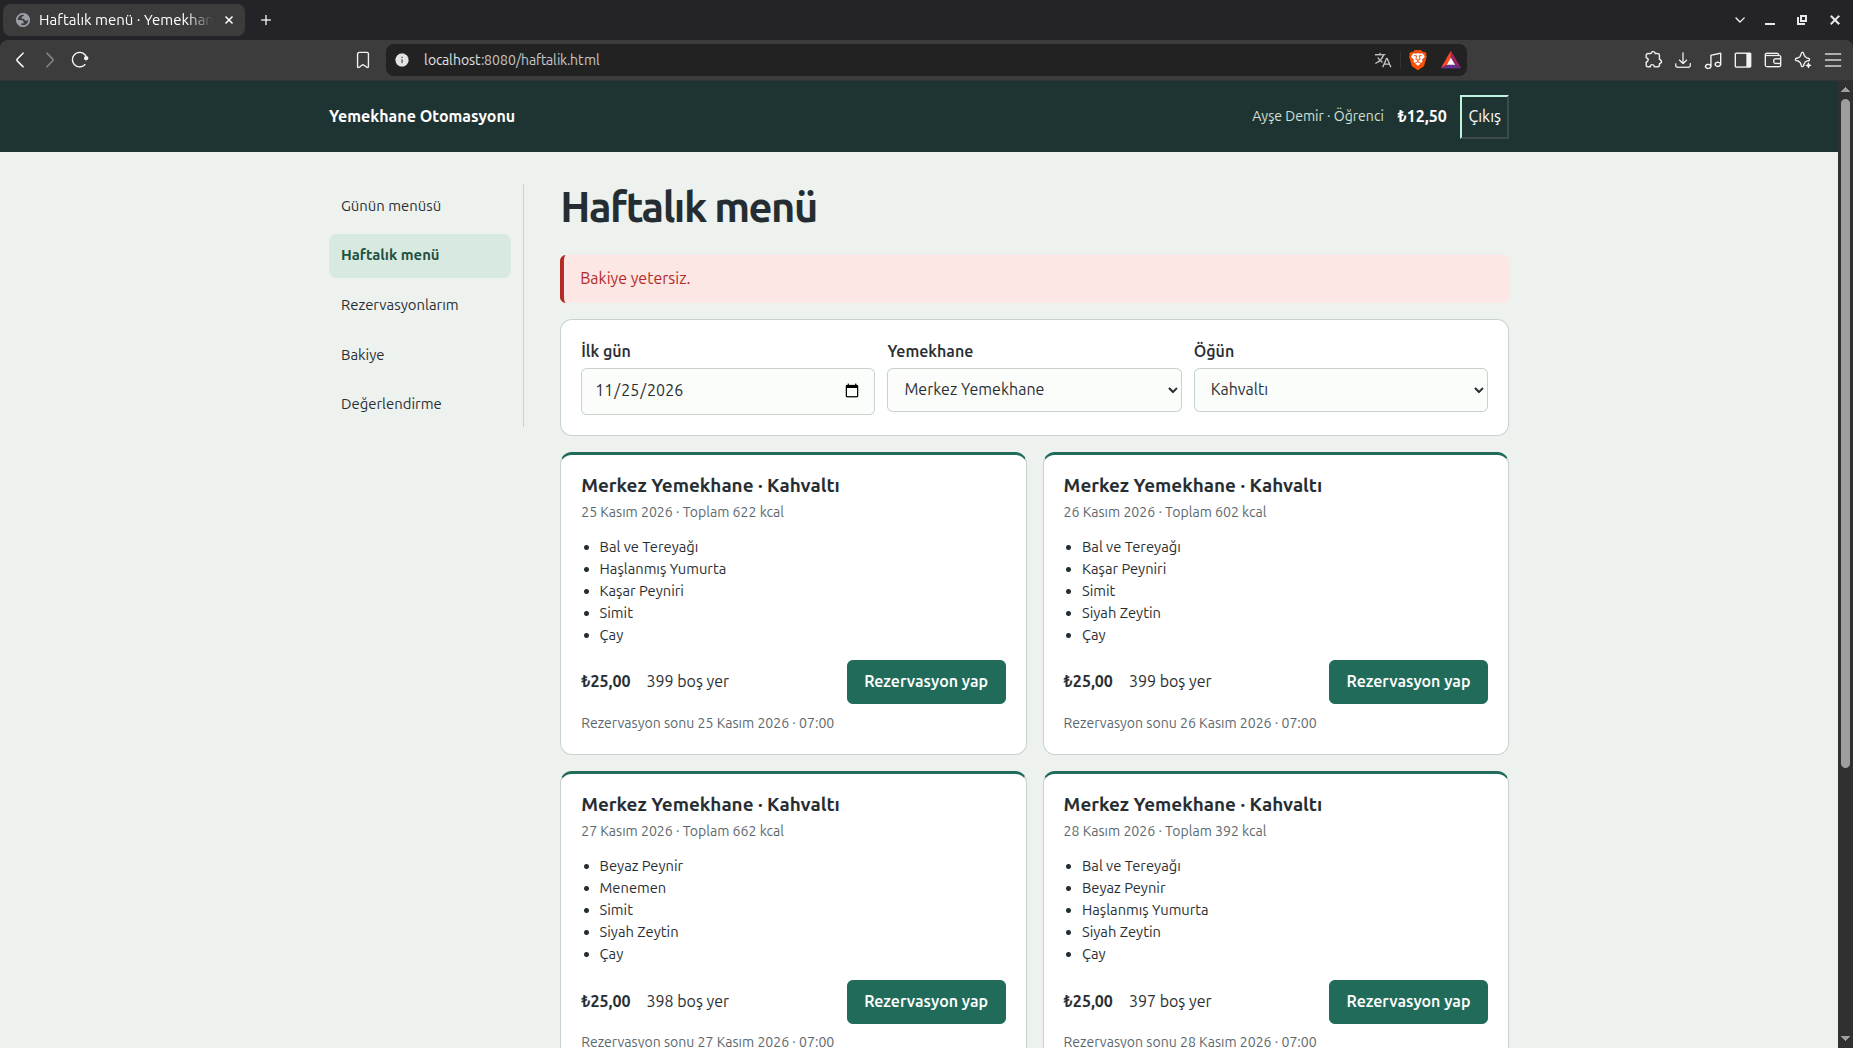 Haftalık menü · Yemekhan
localhost:8080/haftalik.html
Yemekhane Otomasyonu
Ayşe Demir · Öğrenci ₺12,50 Çıkış
Günün menüsü
Haftalık menü
Rezervasyonlarım
Bakiye
Değerlendirme
Haftalık menü
Bakiye yetersiz.
İlk gün
11/25/2026
Yemekhane
Merkez Yemekhane
Öğün
Kahvaltı
Merkez Yemekhane · Kahvaltı
25 Kasım 2026 · Toplam 622 kcal
Bal ve Tereyağı
Haşlanmış Yumurta
Kaşar Peyniri
Simit
Çay
₺25,00 399 boş yer Rezervasyon yap
Rezervasyon sonu 25 Kasım 2026 · 07:00
Merkez Yemekhane · Kahvaltı
26 Kasım 2026 · Toplam 602 kcal
Bal ve Tereyağı
Kaşar Peyniri
Simit
Siyah Zeytin
Çay
₺25,00 399 boş yer Rezervasyon yap
Rezervasyon sonu 26 Kasım 2026 · 07:00
Merkez Yemekhane · Kahvaltı
27 Kasım 2026 · Toplam 662 kcal
Beyaz Peynir
Menemen
Simit
Siyah Zeytin
Çay
₺25,00 398 boş yer Rezervasyon yap
Rezervasyon sonu 27 Kasım 2026 · 07:00
Merkez Yemekhane · Kahvaltı
28 Kasım 2026 · Toplam 392 kcal
Bal ve Tereyağı
Beyaz Peynir
Haşlanmış Yumurta
Siyah Zeytin
Çay
₺25,00 397 boş yer Rezervasyon yap
Rezervasyon sonu 28 Kasım 2026 · 07:00